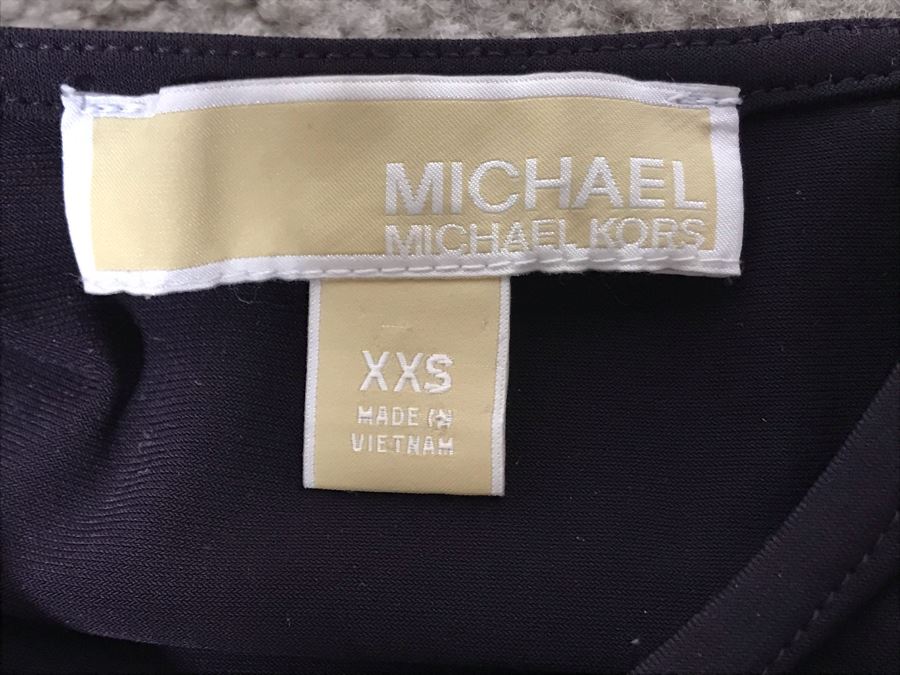 MICHAEL
MICHAEL KORS
XXS
MADE IN
VIETNAM